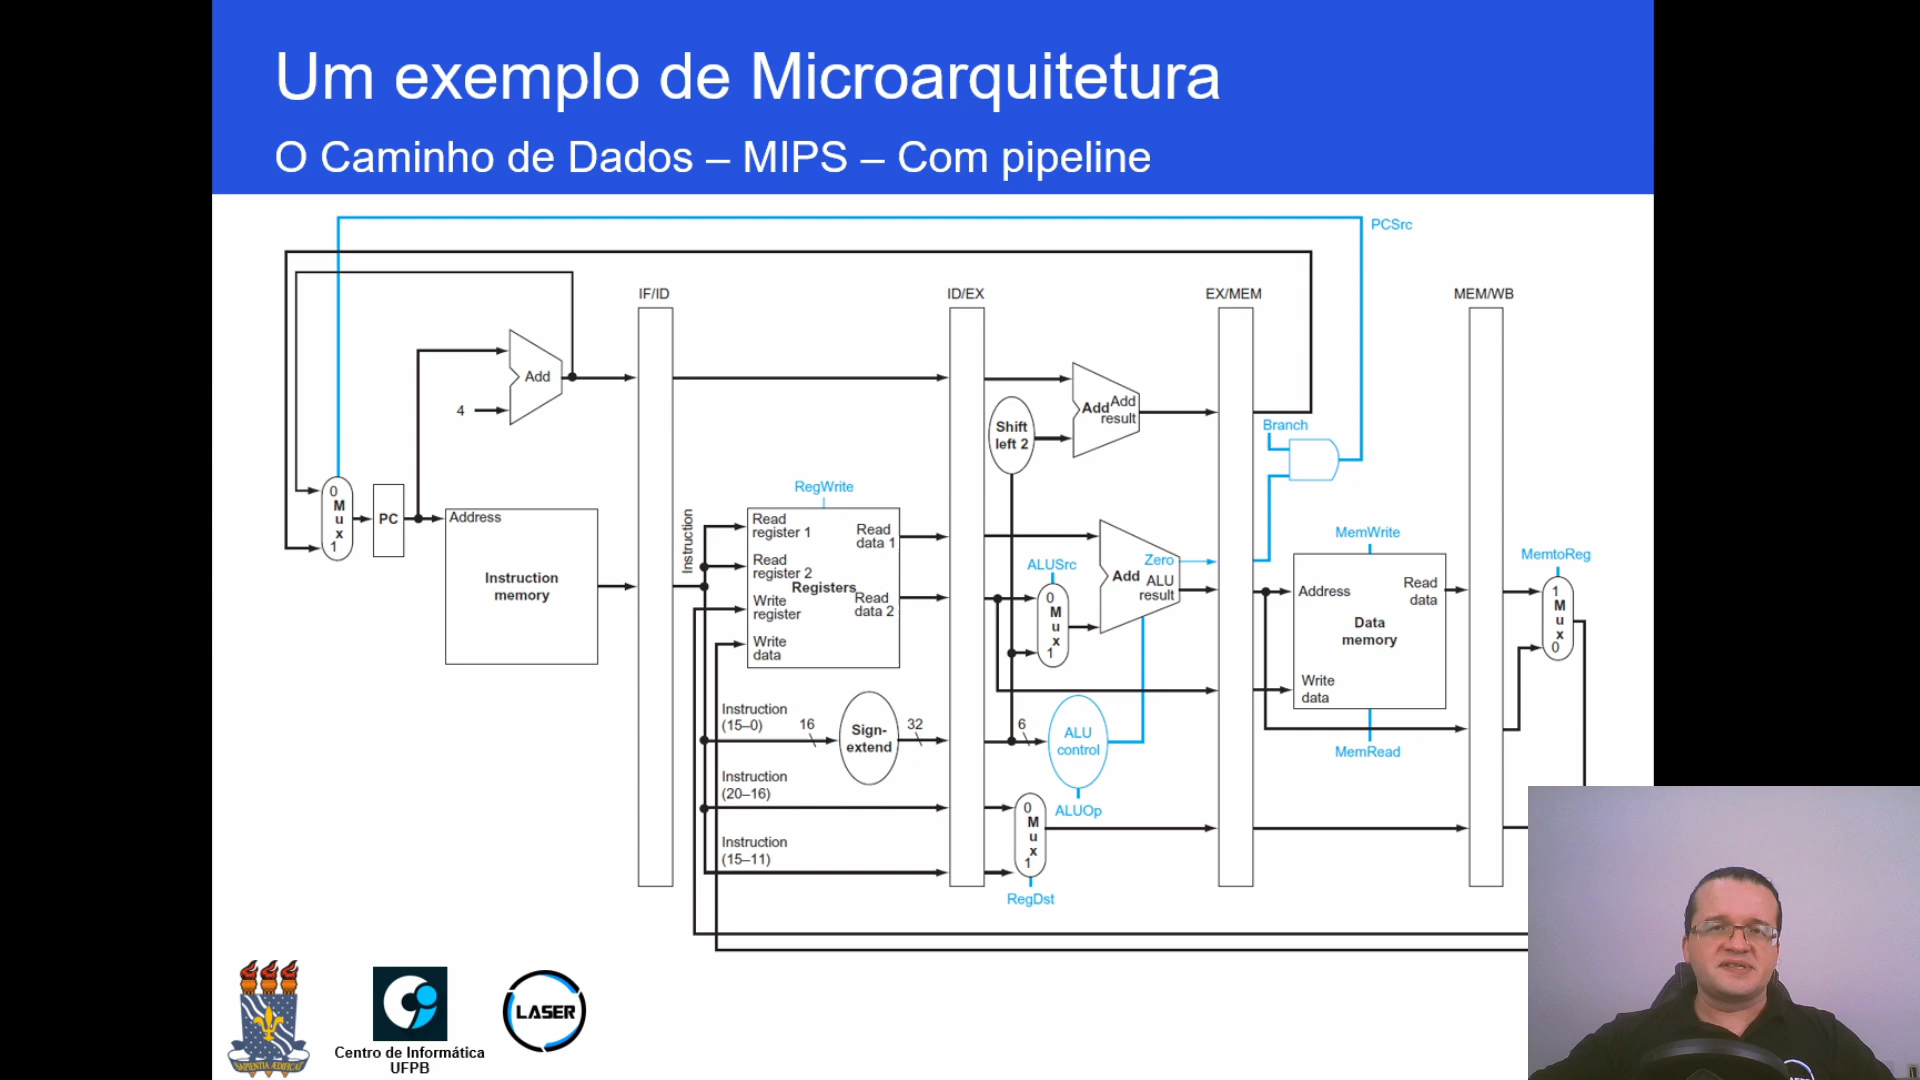 Um exemplo de Microarquitetura
O Caminho de Dados – MIPS – Com pipeline
PCSrc
IF/ID
ID/EX
EX/MEM
MEM/WB
Add
4
Shift
left 2
Add
Add
result
Branch
0
M
u
x
1
PC
Address
Instruction
memory
Instruction
RegWrite
Read
register 1
Read
register 2
Write
register
Write
data
Registers
Read
data 1
Read
data 2
ALUSrc
0
M
u
x
1
Zero
Add
ALU
result
MemWrite
Address
Read
data
Data
memory
Write
data
MemRead
MemtoReg
1
M
u
x
0
Instruction
(15–0)
16
Sign-
extend
32
6
ALU
control
ALUOp
Instruction
(20–16)
Instruction
(15–11)
0
M
u
x
1
RegDst
SAPIENTIA ÆDIFICAT
Centro de Informática
UFPB
LASER